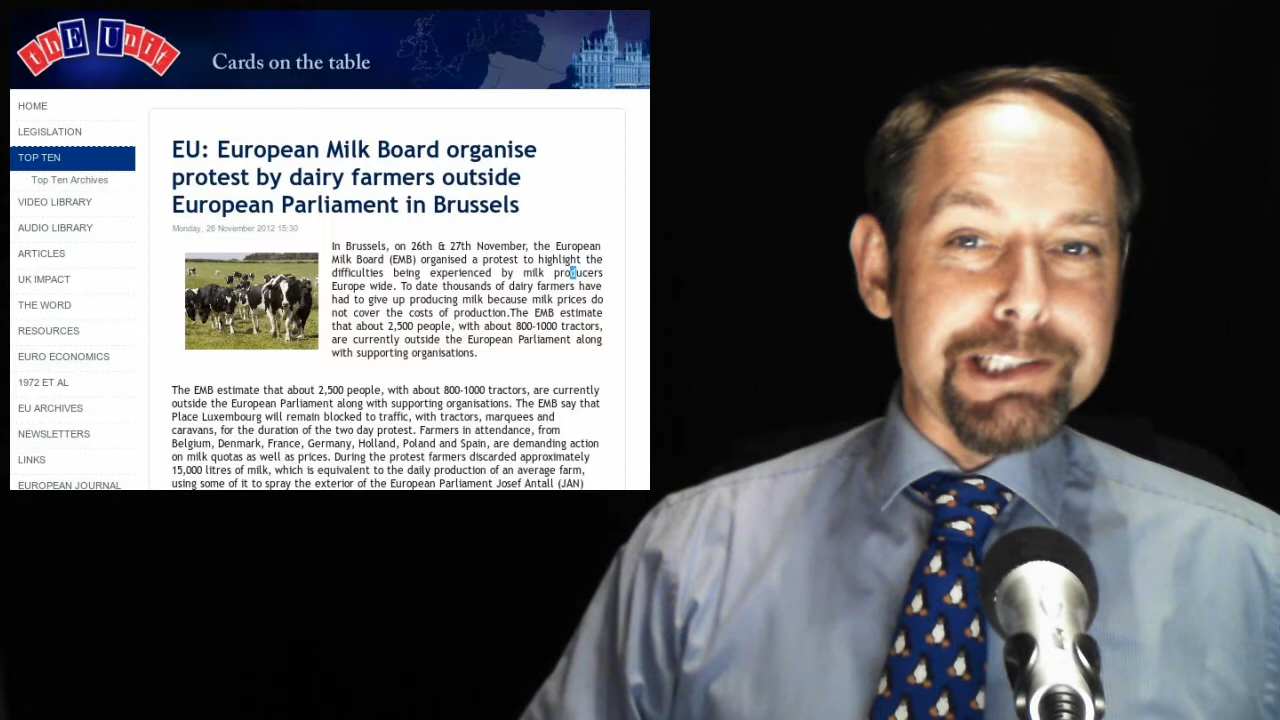 thE Unit
Cards on the table
HOME
LEGISLATION
TOP TEN
Top Ten Archives
VIDEO LIBRARY
AUDIO LIBRARY
ARTICLES
UK IMPACT
THE WORD
RESOURCES
EURO ECONOMICS
1972 ET AL
EU ARCHIVES
NEWSLETTERS
LINKS
EUROPEAN JOURNAL
EU: European Milk Board organise
protest by dairy farmers outside
European Parliament in Brussels
Monday, 26 November 2012 15:30
In Brussels, on 26th & 27th November, the European
Milk Board (EMB) organised a protest to highlight the
difficulties being experienced by milk producers
Europe wide. To date thousands of dairy farmers have
had to give up producing milk because milk prices do
not cover the costs of production.The EMB estimate
that about 2,500 people, with about 800-1000 tractors,
are currently outside the European Parliament along
with supporting organisations.
The EMB estimate that about 2,500 people, with about 800-1000 tractors, are currently
outside the European Parliament along with supporting organisations. The EMB say that
Place Luxembourg will remain blocked to traffic, with tractors, marquees and
caravans, for the duration of the two day protest. Farmers in attendance, from
Belgium, Denmark, France, Germany, Holland, Poland and Spain, are demanding action
on milk quotas as well as prices. During the protest farmers discarded approximately
15,000 litres of milk, which is equivalent to the daily production of an average farm,
using some of it to spray the exterior of the European Parliament Josef Antall (JAN)